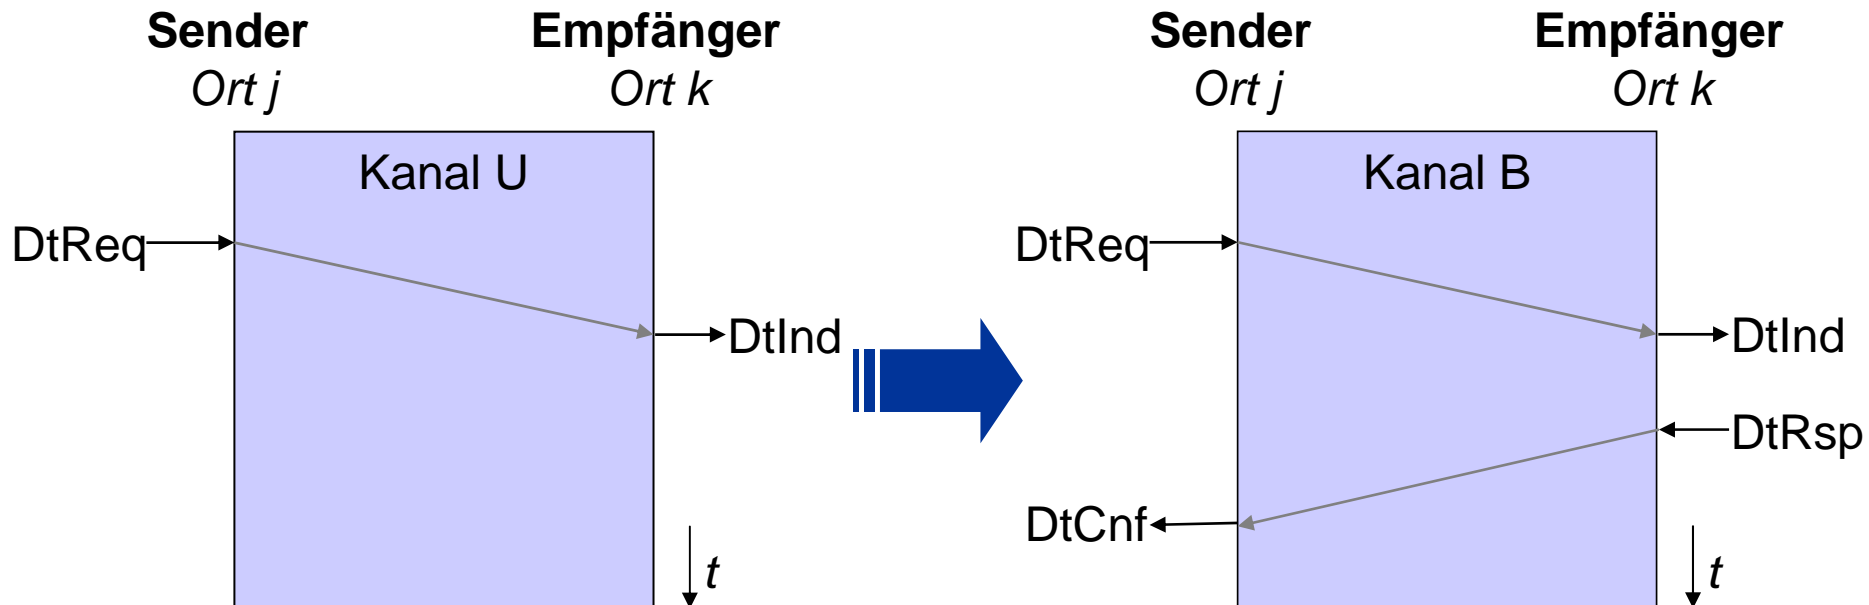 Sender
Ort j
Empfänger
Ort k
Kanal U
DtReq
DtInd
t
Sender
Ort j
Empfänger
Ort k
Kanal B
DtReq
DtInd
DtRsp
DtCnf
t